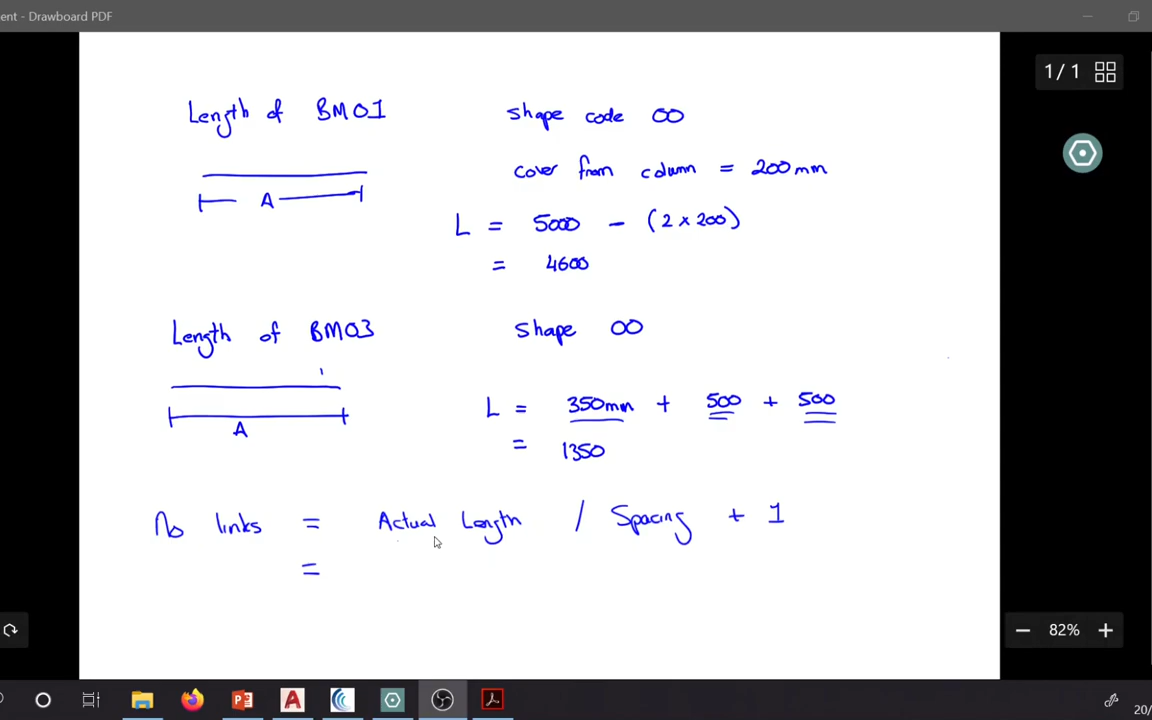 ent - Drawboard PDF
1/1
Length of BM01
shape code 00
cover from column = 200mm
A
L = 5000 - (2 x 200)
= 4600
Length of BM03
Shape 00
L = 350mm + 500 + 500
A
= 1350
No links = Actual Length / Spacing + 1
=
82%
20/